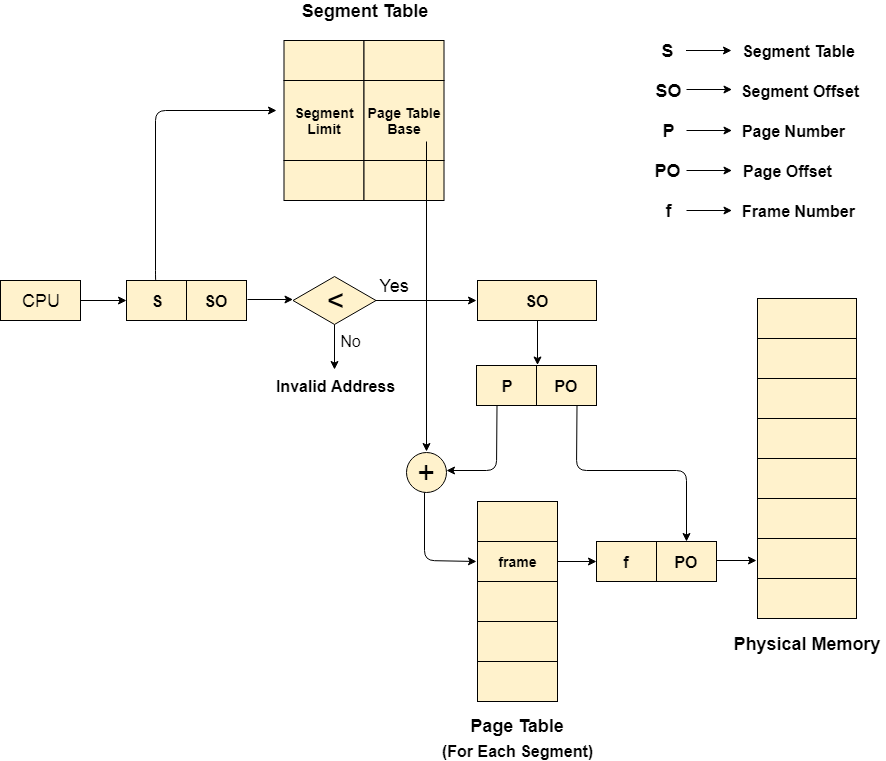 Segment Table
Segment Limit
Page Table Base
S Segment Table
SO Segment Offset
P Page Number
PO Page Offset
f Frame Number
CPU
S SO
<
Yes
No
Invalid Address
SO
P PO
+
frame
f PO
Physical Memory
Page Table
(For Each Segment)